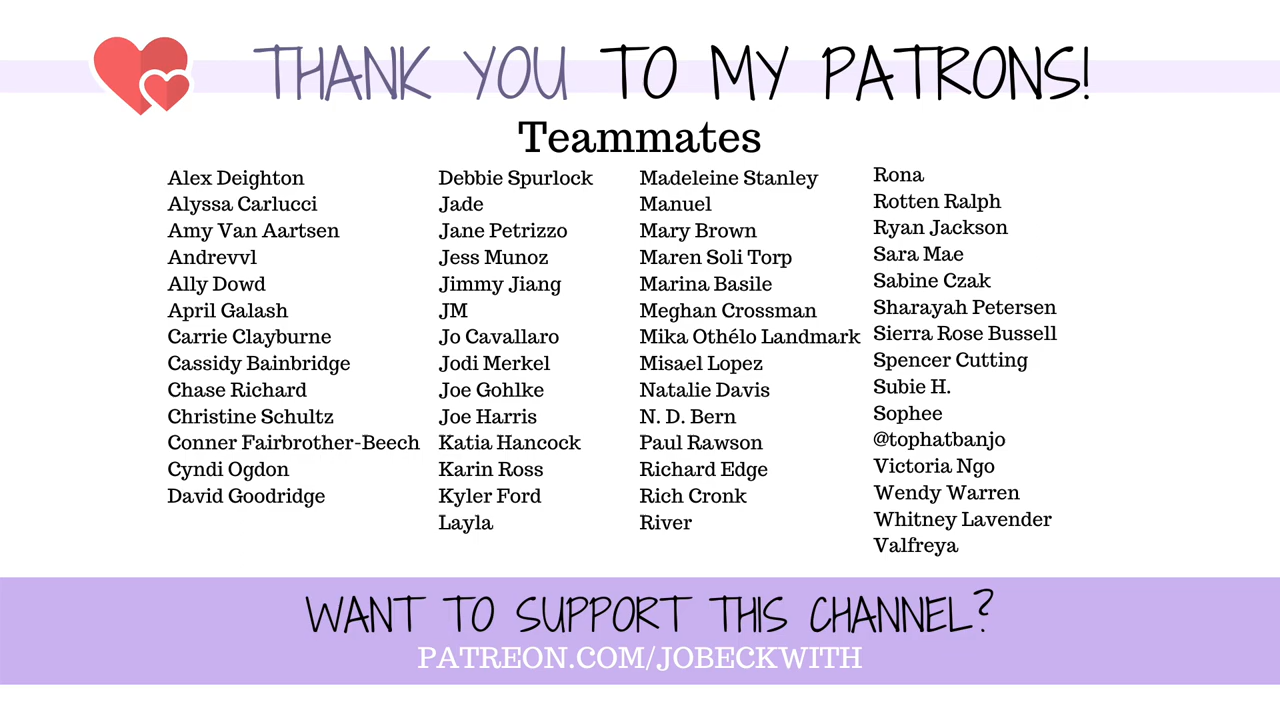 THANK YOU TO MY PATRONS!
Teammates
Alex Deighton
Alyssa Carlucci
Amy Van Aartsen
Andrevvl
Ally Dowd
April Galash
Carrie Clayburne
Cassidy Bainbridge
Chase Richard
Christine Schultz
Conner Fairbrother-Beech
Cyndi Ogdon
David Goodridge
Debbie Spurlock
Jade
Jane Petrizzo
Jess Munoz
Jimmy Jiang
JM
Jo Cavallaro
Jodi Merkel
Joe Gohlke
Joe Harris
Katia Hancock
Karin Ross
Kyler Ford
Layla
Madeleine Stanley
Manuel
Mary Brown
Maren Soli Torp
Marina Basile
Meghan Crossman
Mika Othélo Landmark
Misael Lopez
Natalie Davis
N. D. Bern
Paul Rawson
Richard Edge
Rich Cronk
River
Rona
Rotten Ralph
Ryan Jackson
Sara Mae
Sabine Czak
Sharayah Petersen
Sierra Rose Bussell
Spencer Cutting
Subie H.
Sophee
@tophatbanjo
Victoria Ngo
Wendy Warren
Whitney Lavender
Valfreya
WANT TO SUPPORT THIS CHANNEL?
PATREON.COM/JOBECKWITH